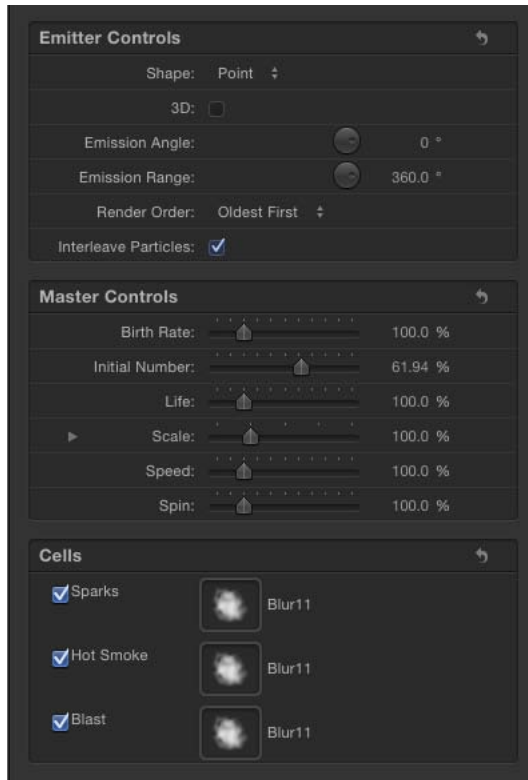 Emitter Controls
Shape: Point
3D:
Emission Angle: 0 °
Emission Range: 360.0 °
Render Order: Oldest First
Interleave Particles:
Master Controls
Birth Rate: 100.0 %
Initial Number: 61.94 %
Life: 100.0 %
Scale: 100.0 %
Speed: 100.0 %
Spin: 100.0 %
Cells
Sparks Blur11
Hot Smoke Blur11
Blast Blur11